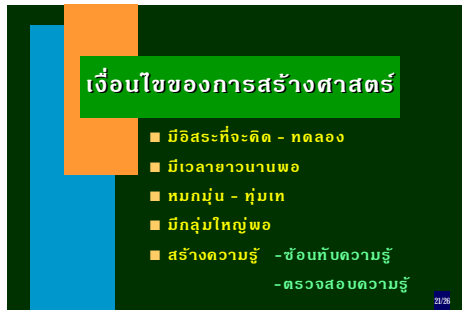 เงื่อนไขของการสร้างศาสตร์
มีอิสระที่จะคิด - ทดลอง
มีเวลายาวนานพอ
หมกมุ่น - ทุ่มเท
มีกลุ่มใหญ่พอ
สร้างความรู้ -ซ้อนทับความรู้
-ตรวจสอบความรู้
21/26